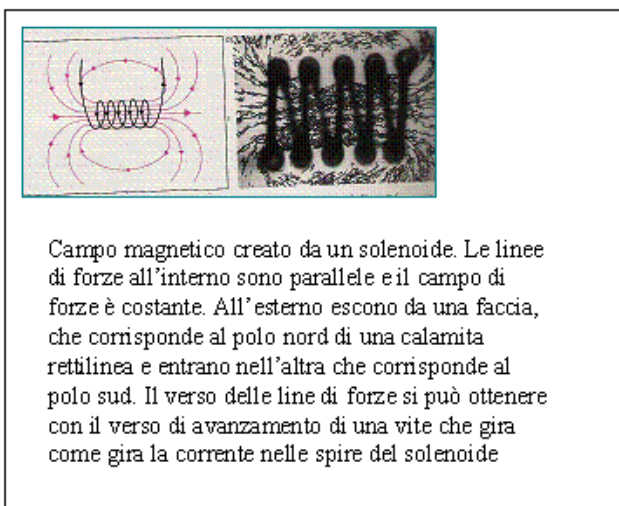 Campo magnetico creato da un solenoide. Le linee
di forze all'interno sono parallele e il campo di
forze è costante. All'esterno escono da una faccia,
che corrisponde al polo nord di una calamita
rettilinea e entrano nell'altra che corrisponde al
polo sud. Il verso delle line di forze si può ottenere
con il verso di avanzamento di una vite che gira
come gira la corrente nelle spire del solenoide